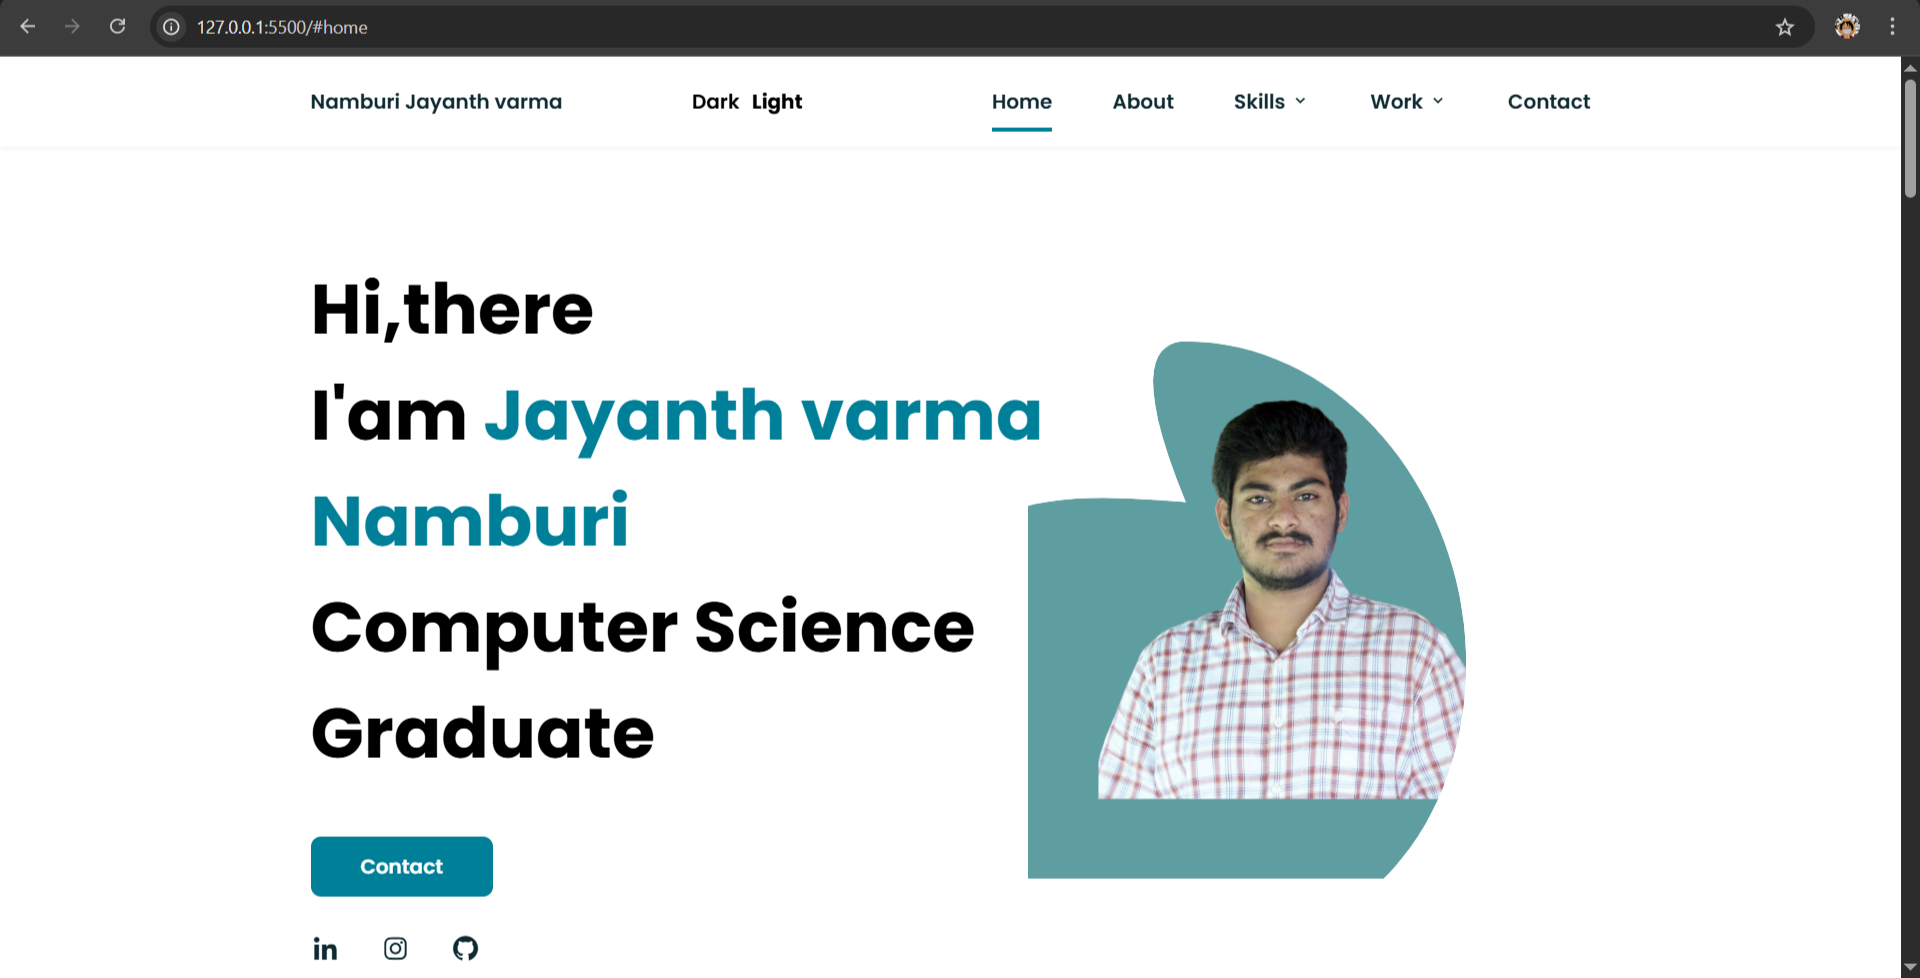 127.0.0.1:5500/#home
Namburi Jayanth varma Dark Light Home About Skills Work Contact
Hi,there
I'am Jayanth varma
Namburi
Computer Science
Graduate
Contact
in